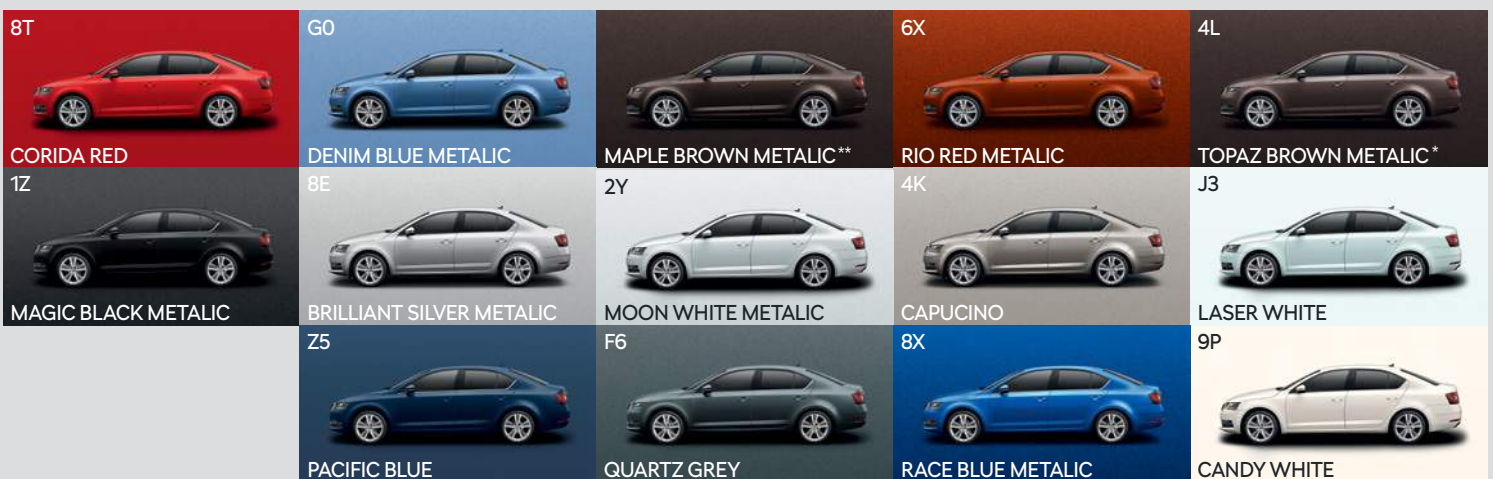 8T
CORIDA RED
G0
DENIM BLUE METALIC
MAPLE BROWN METALIC**
6X
RIO RED METALIC
4L
TOPAZ BROWN METALIC*
1Z
MAGIC BLACK METALIC
8E
BRILLIANT SILVER METALIC
2Y
MOON WHITE METALIC
4K
CAPUCINO
J3
LASER WHITE
Z5
PACIFIC BLUE
F6
QUARTZ GREY
8X
RACE BLUE METALIC
9P
CANDY WHITE